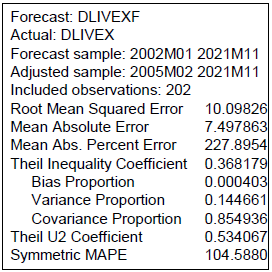 Forecast: DLIVEXF
Actual: DLIVEX
Forecast sample: 2002M01 2021M11
Adjusted sample: 2005M02 2021M11
Included observations: 202
Root Mean Squared Error 10.09826
Mean Absolute Error 7.497863
Mean Abs. Percent Error 227.8954
Theil Inequality Coefficient 0.368179
Bias Proportion 0.000403
Variance Proportion 0.144661
Covariance Proportion 0.854936
Theil U2 Coefficient 0.534067
Symmetric MAPE 104.5880